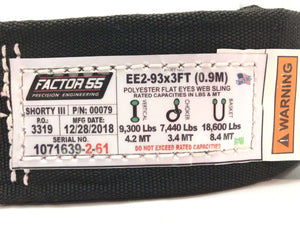 FACTOR 55
PRECISION ENGINEERING
SHORTY III P/N: 00079
P.O.: MFG DATE:
3319 12/28/2018
SERIAL NO.
1071639-2-61
EE2-93x3FT (0.9M)
POLYESTER FLAT EYES WEB SLING
RATED CAPACITIES IN LBS & MT
VERTICAL CHOKER BASKET
9,300 Lbs 7,440 Lbs 18,600 Lbs
4.2 MT 3.4 MT 8.4 MT
DO NOT EXCEED RATED CAPACITIES
WARNING